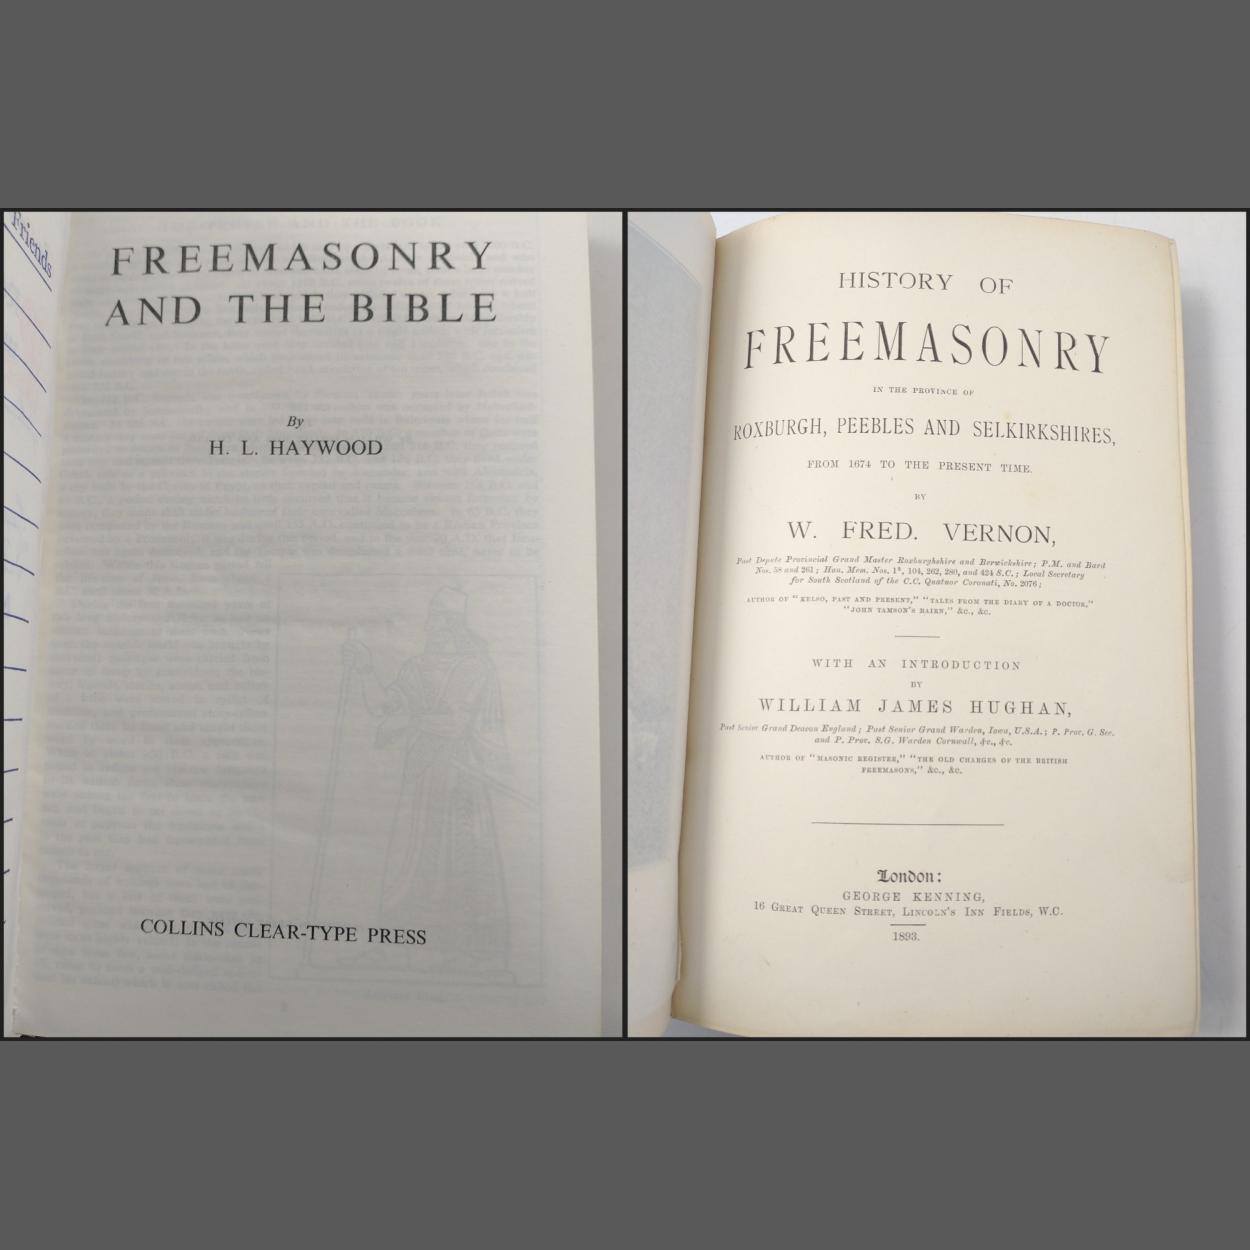 Friends
FREEMASONRY
AND THE BIBLE
By
H. L. HAYWOOD
COLLINS CLEAR-TYPE PRESS
HISTORY OF
FREEMASONRY
IN THE PROVINCE OF
ROXBURGH, PEEBLES AND SELKIRKSHIRES,
FROM 1674 TO THE PRESENT TIME.
BY
W. FRED. VERNON,
Past Depute Provincial Grand Master Roxburghshire and Berwickshire; P.M. and Bard
Nos. 58 and 261; Hon. Mem. Nos. 1*, 104, 262, 280, and 424 S.C.; Local Secretary
for South Scotland of the C.C. Quatuor Coronati, No. 2076;
AUTHOR OF "KELSO, PAST AND PRESENT," "TALES FROM THE DIARY OF A DOCTOR,"
"JOHN TAMSON'S BAIRN," &c., &c.
WITH AN INTRODUCTION
BY
WILLIAM JAMES HUGHAN,
Past Senior Grand Deacon England; Past Senior Grand Warden, Iowa, U.S.A.; P. Prov. G. Sec.
and P. Prov. S.G. Warden Cornwall, &c., &c.
AUTHOR OF "MASONIC REGISTER," "THE OLD CHARGES OF THE BRITISH
FREEMASONS," &c., &c.
London:
GEORGE KENNING,
16 GREAT QUEEN STREET, LINCOLN'S INN FIELDS, W.C.
1893.